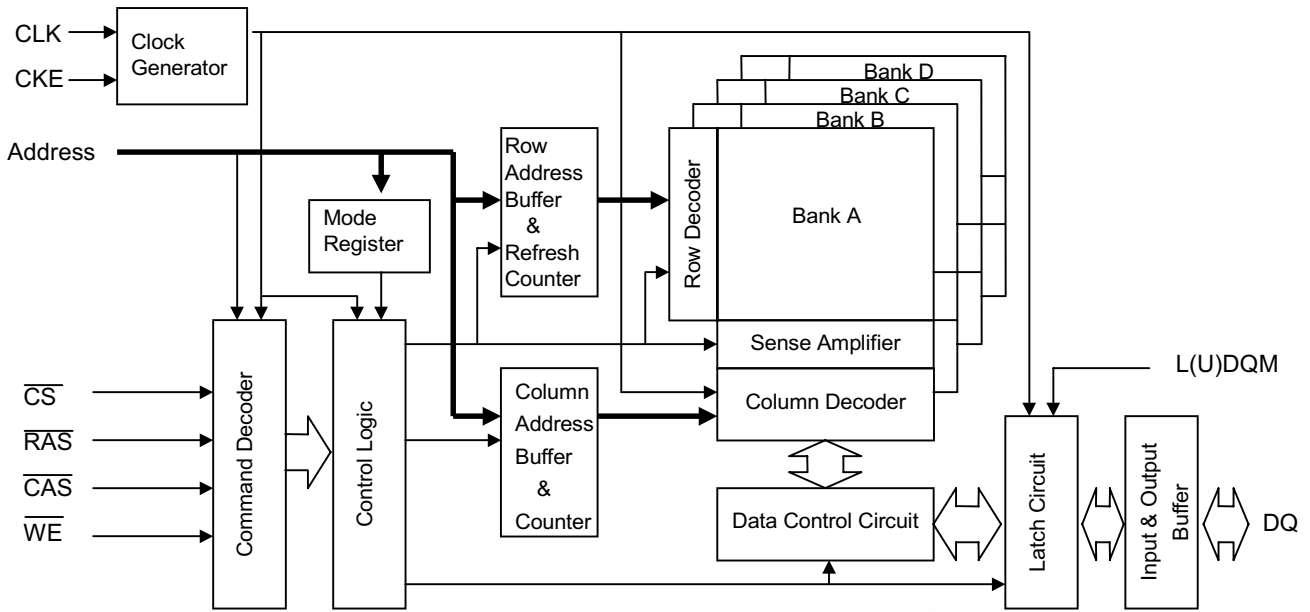 CLK
CKE
Clock
Generator
Address
Mode
Register
Row
Address
Buffer
&
Refresh
Counter
Bank D
Bank C
Bank B
Bank A
Row Decoder
Sense Amplifier
Column Decoder
CS
RAS
CAS
WE
Command Decoder
Control Logic
Column
Address
Buffer
&
Counter
Data Control Circuit
L(U)DQM
Latch Circuit
Input & Output
Buffer
DQ